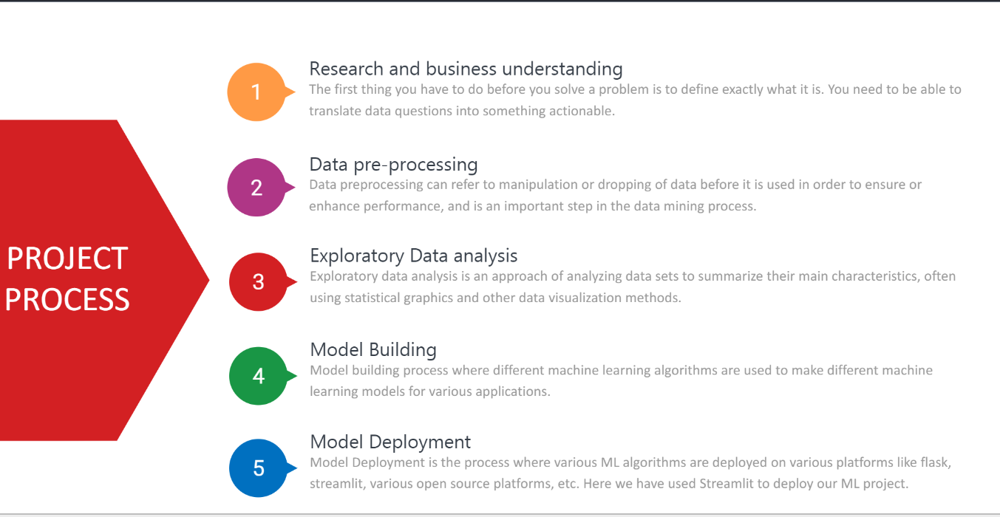 PROJECT
PROCESS
1
Research and business understanding
The first thing you have to do before you solve a problem is to define exactly what it is. You need to be able to
translate data questions into something actionable.
2
Data pre-processing
Data preprocessing can refer to manipulation or dropping of data before it is used in order to ensure or
enhance performance, and is an important step in the data mining process.
3
Exploratory Data analysis
Exploratory data analysis is an approach of analyzing data sets to summarize their main characteristics, often
using statistical graphics and other data visualization methods.
4
Model Building
Model building process where different machine learning algorithms are used to make different machine
learning models for various applications.
5
Model Deployment
Model Deployment is the process where various ML algorithms are deployed on various platforms like flask,
streamlit, various open source platforms, etc. Here we have used Streamlit to deploy our ML project.